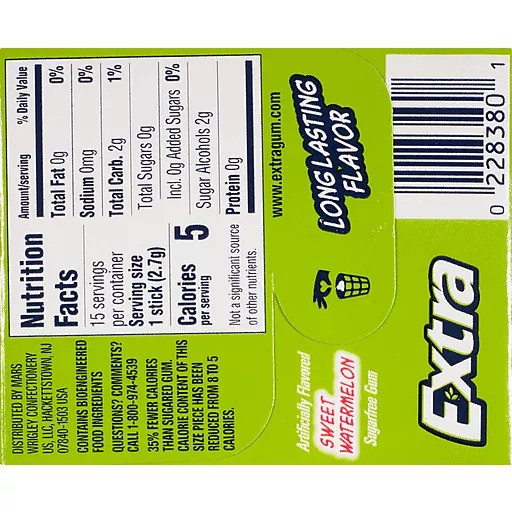 Nutrition
Facts
15 servings
per container
Serving size
1 stick (2.7g)
Calories 5
per serving
Amount/serving % Daily Value
Total Fat 0g 0%
Sodium 0mg 0%
Total Carb. 2g 1%
Total Sugars 0g
Incl. 0g Added Sugars 0%
Sugar Alcohols 2g
Protein 0g
Not a significant source
of other nutrients.
DISTRIBUTED BY MARS
WRIGLEY CONFECTIONERY
US, LLC, HACKETTSTOWN, NJ
07840-1503 USA
CONTAINS BIOENGINEERED
FOOD INGREDIENTS
QUESTIONS? COMMENTS?
CALL 1-800-974-4539
35% FEWER CALORIES
THAN SUGARED GUM.
CALORIE CONTENT OF THIS
SIZE PIECE HAS BEEN
REDUCED FROM 8 TO 5
CALORIES.
www.extragum.com
LONG LASTING
FLAVOR
Artificially Flavored
SWEET
WATERMELON
Sugarfree Gum
Extra
0 228380 1